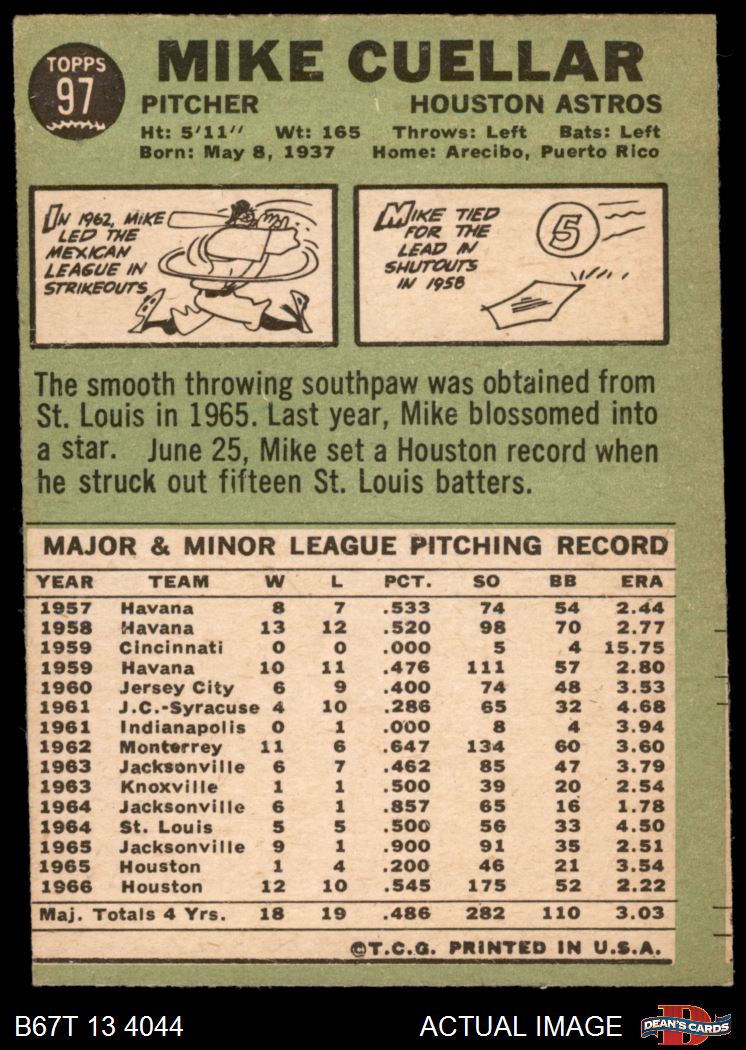 TOPPS
97
MIKE CUELLAR
PITCHER HOUSTON ASTROS
Ht: 5'11" Wt: 165 Throws: Left Bats: Left
Born: May 8, 1937 Home: Arecibo, Puerto Rico
IN 1962, MIKE
LED THE
MEXICAN
LEAGUE IN
STRIKEOUTS
MIKE TIED
FOR THE
LEAD IN
SHUTOUTS
IN 1958
5
The smooth throwing southpaw was obtained from
St. Louis in 1965. Last year, Mike blossomed into
a star. June 25, Mike set a Houston record when
he struck out fifteen St. Louis batters.
MAJOR & MINOR LEAGUE PITCHING RECORD
YEAR TEAM W L PCT. SO BB ERA
1957 Havana 8 7 .533 74 54 2.44
1958 Havana 13 12 .520 98 70 2.77
1959 Cincinnati 0 0 .000 5 4 15.75
1959 Havana 10 11 .476 111 57 2.80
1960 Jersey City 6 9 .400 74 48 3.53
1961 J.C.-Syracuse 4 10 .286 65 32 4.68
1961 Indianapolis 0 1 .000 8 4 3.94
1962 Monterrey 11 6 .647 134 60 3.60
1963 Jacksonville 6 7 .462 85 47 3.79
1963 Knoxville 1 1 .500 39 20 2.54
1964 Jacksonville 6 1 .857 65 16 1.78
1964 St. Louis 5 5 .500 56 33 4.50
1965 Jacksonville 9 1 .900 91 35 2.51
1965 Houston 1 4 .200 46 21 3.54
1966 Houston 12 10 .545 175 52 2.22
Maj. Totals 4 Yrs. 18 19 .486 282 110 3.03
©T.C.G. PRINTED IN U.S.A.
B67T 13 4044 ACTUAL IMAGE DEAN'S CARDS